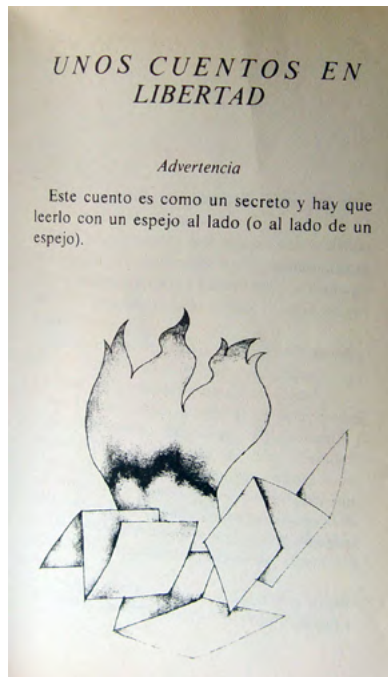 UNOS CUENTOS EN
LIBERTAD
Advertencia
Este cuento es como un secreto y hay que
leerlo con un espejo al lado (o al lado de un
espejo).